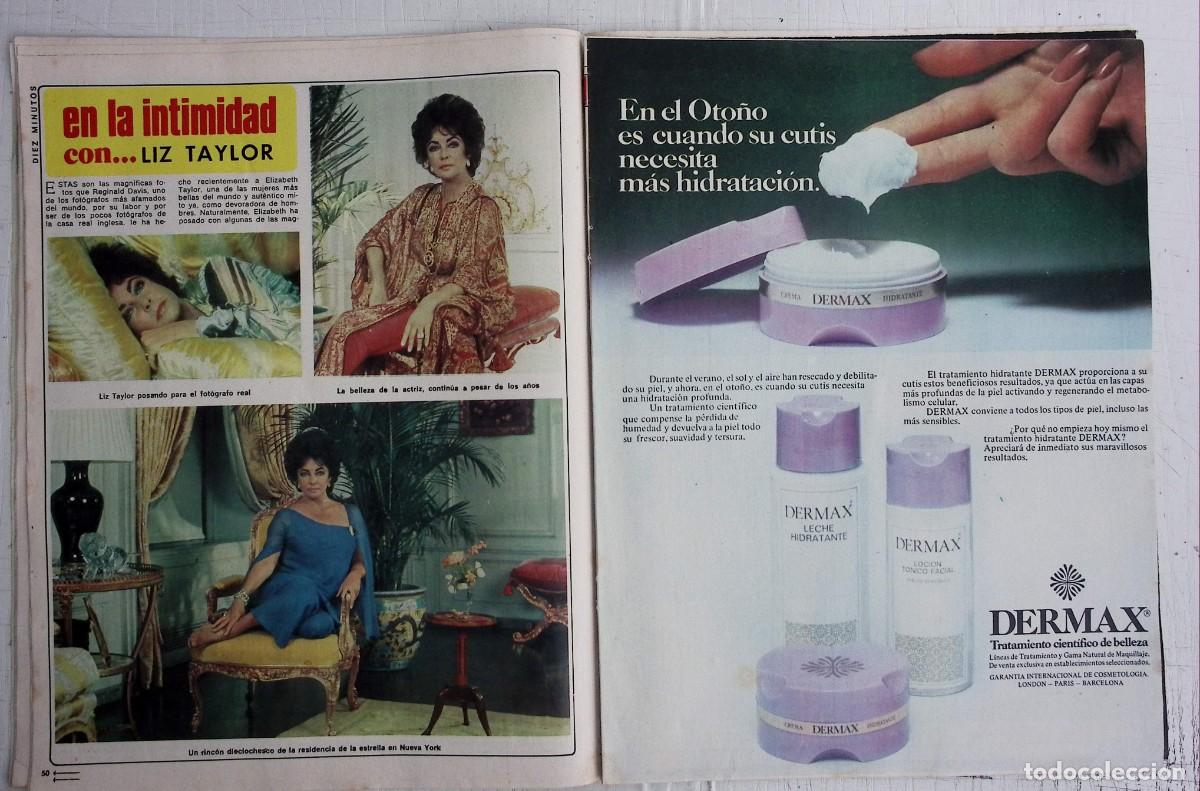 DIEZ MINUTOS
en la intimidad
con... LIZ TAYLOR
ESTAS son las magníficas fo-
tos que Reginald Davis, uno
de los fotógrafos más afamados
del mundo, por su labor y por
ser de los pocos fotógrafos de
la casa real inglesa, le ha he-
cho recientemente a Elizabeth
Taylor, una de las mujeres más
bellas del mundo y auténtico mi-
to ya, como devoradora de hom-
bres. Naturalmente, Elizabeth ha
posado con algunas de las mag-
Liz Taylor posando para el fotógrafo real
La belleza de la actriz, continúa a pesar de los años
Un rincón dieciochesco de la residencia de la estrella en Nueva York
50
En el Otoño
es cuando su cutis
necesita
más hidratación.
CREMA DERMAX HIDRATANTE
Durante el verano, el sol y el aire han resecado y debilita-
do su piel, y ahora, en el otoño, es cuando su cutis necesita
una hidratación profunda.
Un tratamiento científico
que compense la pérdida de
humedad y devuelva a la piel todo
su frescor, suavidad y tersura.
El tratamiento hidratante DERMAX proporciona a su
cutis estos beneficiosos resultados, ya que actúa en las capas
más profundas de la piel activando y regenerando el metabo-
lismo celular.
DERMAX conviene a todos los tipos de piel, incluso las
más sensibles.
¿Por qué no empieza hoy mismo el
tratamiento hidratante DERMAX?
Apreciará de inmediato sus maravillosos
resultados.
DERMAX
LECHE
HIDRATANTE
DERMAX
LOCION
TONICO FACIAL
CREMA DERMAX HIDRATANTE
DERMAX®
Tratamiento científico de belleza
Líneas de Tratamiento y Gama Natural de Maquillaje.
De venta exclusiva en establecimientos seleccionados.
GARANTIA INTERNACIONAL DE COSMETOLOGIA
LONDON – PARIS – BARCELONA
todocoleccion